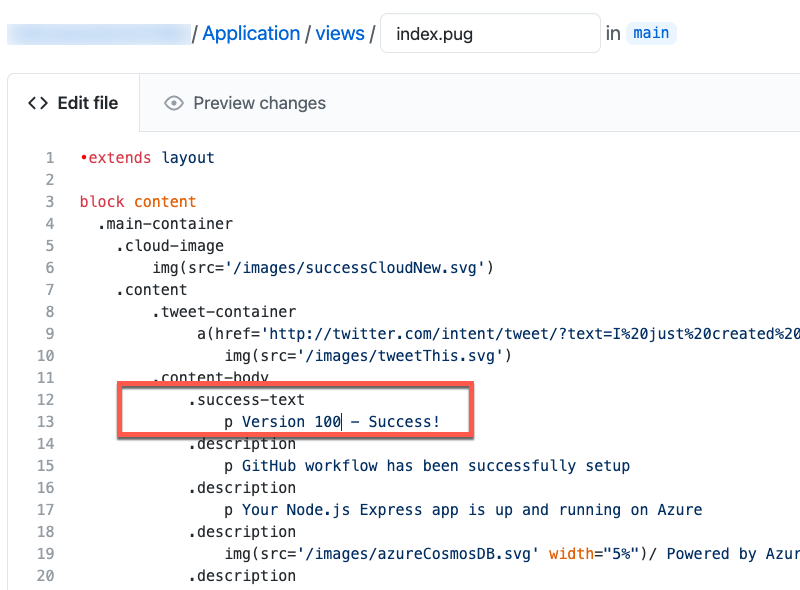 / Application / views / index.pug in main
<> Edit file Preview changes
1 •extends layout
2
3 block content
4 .main-container
5 .cloud-image
6 img(src='/images/successCloudNew.svg')
7 .content
8 .tweet-container
9 a(href='http://twitter.com/intent/tweet/?text=I%20just%20created%20
10 img(src='/images/tweetThis.svg')
11 .content-body
12 .success-text
13 p Version 100 - Success!
14 .description
15 p GitHub workflow has been successfully setup
16 .description
17 p Your Node.js Express app is up and running on Azure
18 .description
19 img(src='/images/azureCosmosDB.svg' width="5%")/ Powered by Azur
20 .description